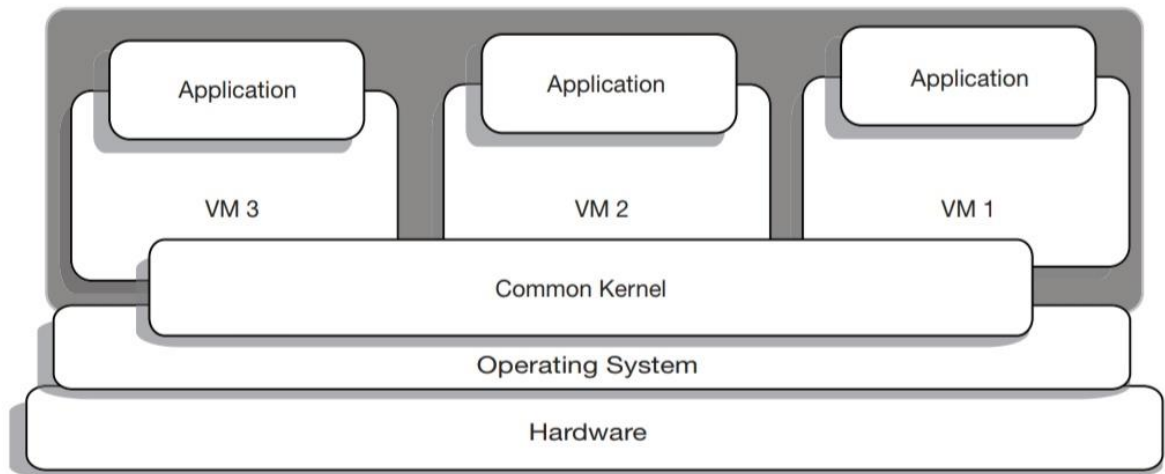 Application
Application
Application
VM 3
VM 2
VM 1
Common Kernel
Operating System
Hardware